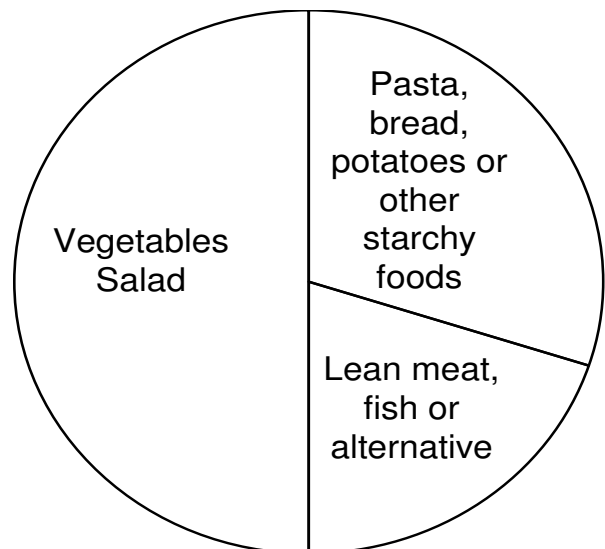 Vegetables
Salad
Pasta,
bread,
potatoes or
other
starchy
foods
Lean meat,
fish or
alternative